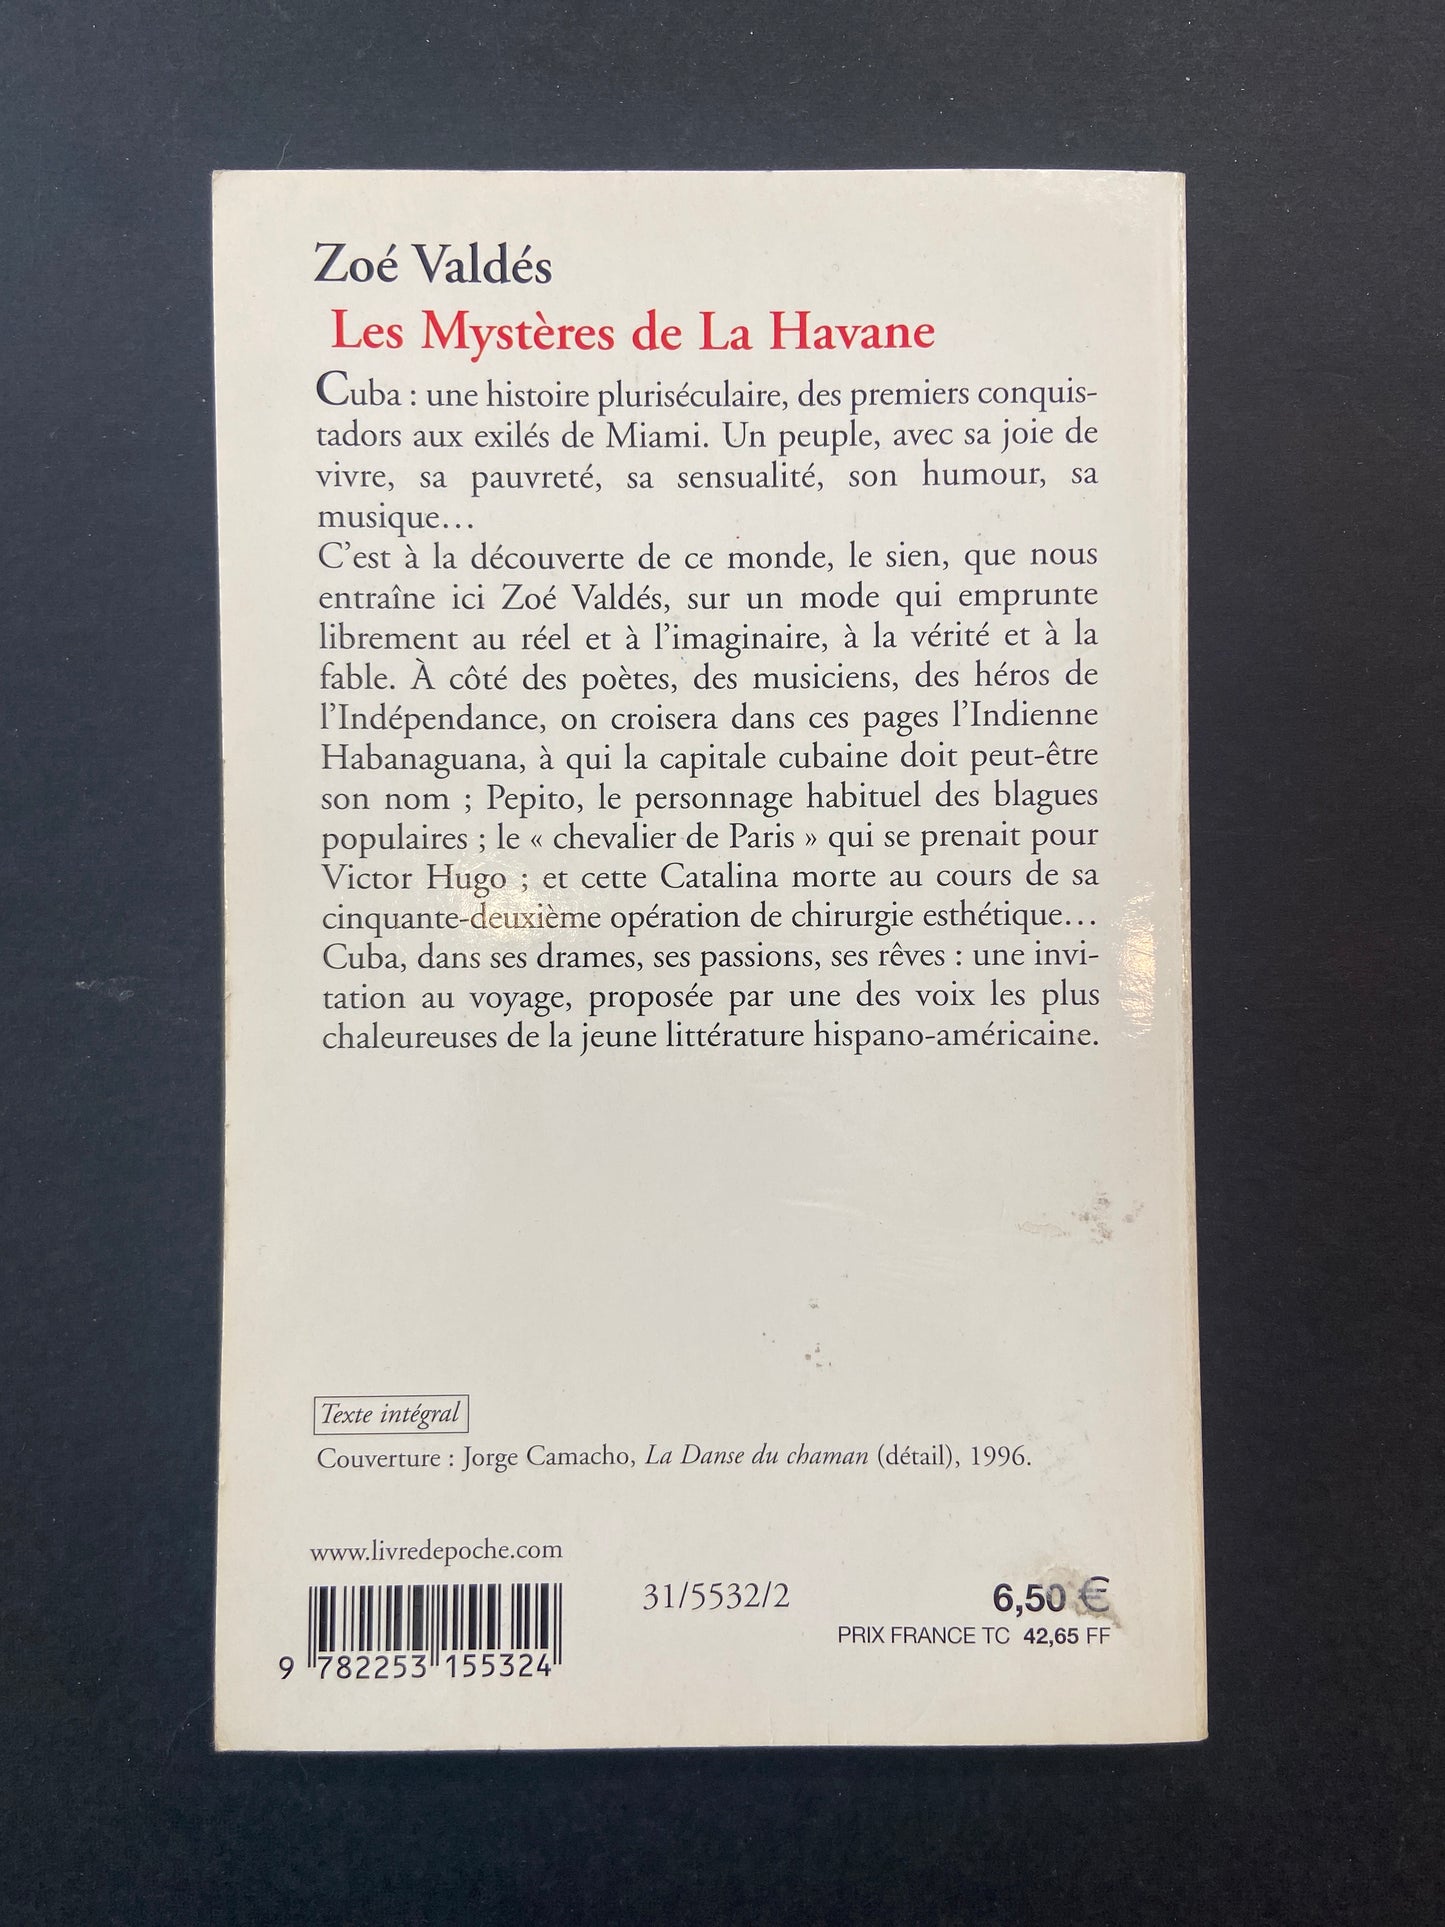 Zoé Valdés
Les Mystères de La Havane
Cuba : une histoire pluriséculaire, des premiers conquis-
tadors aux exilés de Miami. Un peuple, avec sa joie de
vivre, sa pauvreté, sa sensualité, son humour, sa
musique…
C’est à la découverte de ce monde, le sien, que nous
entraîne ici Zoé Valdés, sur un mode qui emprunte
librement au réel et à l’imaginaire, à la vérité et à la
fable. À côté des poètes, des musiciens, des héros de
l’Indépendance, on croisera dans ces pages l’Indienne
Habanaguana, à qui la capitale cubaine doit peut-être
son nom ; Pepito, le personnage habituel des blagues
populaires ; le « chevalier de Paris » qui se prenait pour
Victor Hugo ; et cette Catalina morte au cours de sa
cinquante-deuxième opération de chirurgie esthétique…
Cuba, dans ses drames, ses passions, ses rêves : une invi-
tation au voyage, proposée par une des voix les plus
chaleureuses de la jeune littérature hispano-américaine.
Texte intégral
Couverture : Jorge Camacho, La Danse du chaman (détail), 1996.
www.livredepoche.com
31/5532/2
6,50 €
PRIX FRANCE TC 42,65 FF
9 782253 155324